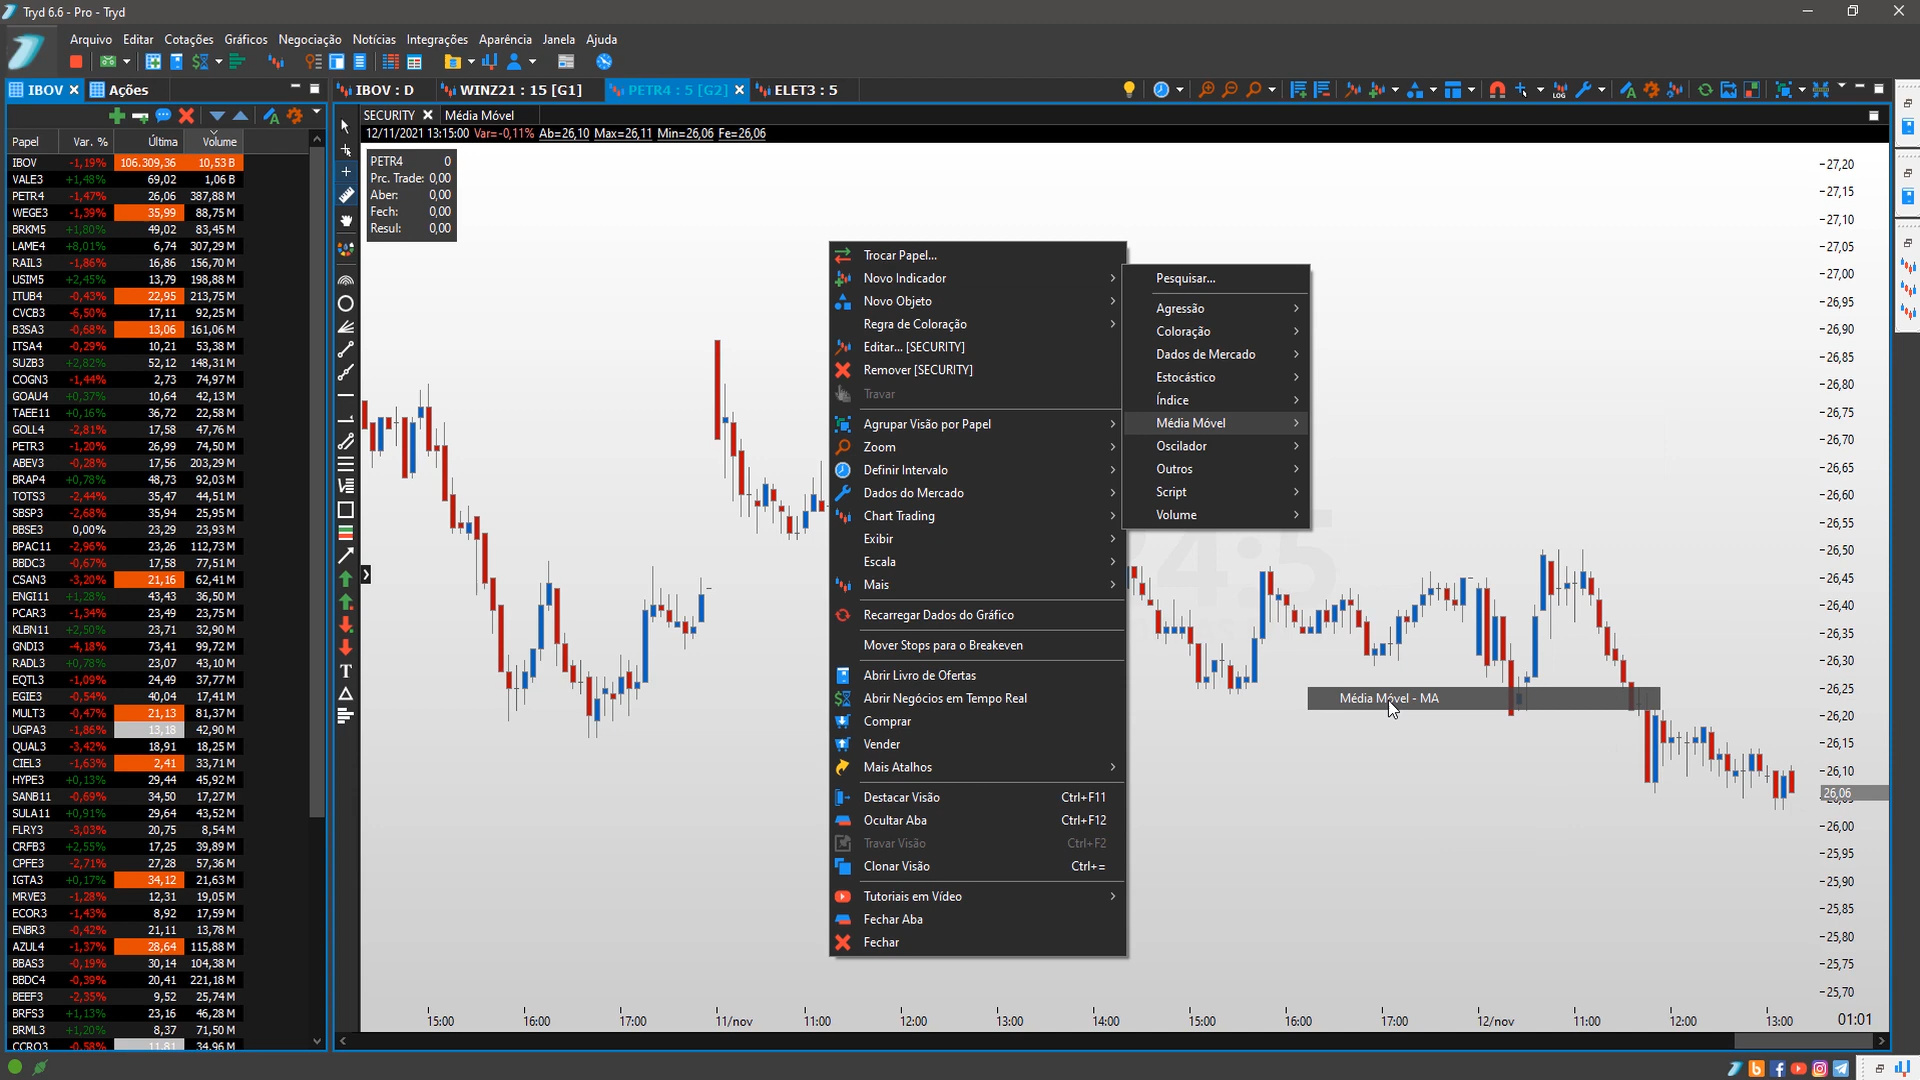 Tryd 6.6 - Pro - Tryd
Arquivo Editar Cotações Gráficos Negociação Notícias Integrações Aparência Janela Ajuda
IBOV Ações
IBOV : D WINZ21 : 15 [G1] PETR4 : 5 [G2] ELET3 : 5
SECURITY Média Móvel
12/11/2021 13:15:00 Var=-0,11% Ab=26,10 Max=26,11 Min=26,06 Fe=26,06
Papel Var. % Última Volume
IBOV -1,19% 106.309,36 10,53 B
VALE3 +1,48% 69,02 1,06 B
PETR4 -1,47% 26,06 387,88 M
WEGE3 -1,39% 35,99 88,75 M
BRKM5 +1,80% 49,02 83,45 M
LAME4 +8,01% 6,74 307,29 M
RAIL3 -1,86% 16,86 156,70 M
USIM5 +2,45% 13,79 198,88 M
ITUB4 -0,43% 22,95 213,75 M
CVCB3 -6,50% 17,11 92,25 M
B3SA3 -0,68% 13,06 161,06 M
ITSA4 -0,29% 10,21 53,38 M
SUZB3 +2,82% 52,12 148,31 M
COGN3 -1,44% 2,73 74,97 M
GOAU4 +0,37% 10,64 42,13 M
TAEE11 +0,16% 36,72 22,58 M
GOLL4 -2,81% 17,58 47,76 M
PETR3 -1,20% 26,99 74,50 M
ABEV3 -0,28% 17,56 203,29 M
BRAP4 +0,78% 48,73 92,03 M
TOTS3 -2,44% 35,47 44,51 M
SBSP3 -2,68% 35,94 25,95 M
BBSE3 0,00% 23,29 23,93 M
BPAC11 -2,96% 23,26 112,73 M
BBDC3 -0,67% 17,58 77,51 M
CSAN3 -3,20% 21,16 62,41 M
ENGI11 +1,28% 43,43 36,50 M
PCAR3 -1,34% 23,49 23,75 M
KLBN11 +2,50% 23,71 32,90 M
GNDI3 -4,18% 73,41 99,72 M
RADL3 +0,78% 23,07 43,10 M
EQTL3 -1,09% 24,49 37,77 M
EGIE3 -0,54% 40,04 17,41 M
MULT3 -0,47% 21,13 81,37 M
UGPA3 -1,86% 13,18 42,90 M
QUAL3 -3,42% 18,91 18,25 M
CIEL3 -1,63% 2,41 33,71 M
HYPE3 +0,13% 29,44 45,92 M
SANB11 -0,69% 34,50 17,27 M
SULA11 +0,91% 29,64 43,52 M
FLRY3 -3,03% 20,75 8,54 M
CRFB3 +2,55% 17,25 39,89 M
CPFE3 -2,71% 27,28 57,36 M
IGTA3 +0,17% 34,12 21,63 M
MRVE3 -1,28% 12,31 19,05 M
ECOR3 -1,43% 8,92 17,59 M
ENBR3 -0,42% 21,11 13,78 M
AZUL4 -1,37% 28,64 115,88 M
BBAS3 -0,19% 30,14 104,38 M
BBDC4 -0,39% 20,41 221,18 M
BEEF3 -2,35% 9,52 25,74 M
BRFS3 +1,13% 23,16 46,28 M
BRML3 +1,20% 8,37 71,50 M
CCRO3 -0,58% 11,81 34,96 M
PETR4 0
Prc. Trade: 0,00
Aber: 0,00
Fech: 0,00
Resul: 0,00
Trocar Papel...
Novo Indicador
Novo Objeto
Regra de Coloração
Editar... [SECURITY]
Remover [SECURITY]
Travar
Agrupar Visão por Papel
Zoom
Definir Intervalo
Dados do Mercado
Chart Trading
Exibir
Escala
Mais
Recarregar Dados do Gráfico
Mover Stops para o Breakeven
Abrir Livro de Ofertas
Abrir Negócios em Tempo Real
Comprar
Vender
Mais Atalhos
Destacar Visão Ctrl+F11
Ocultar Aba Ctrl+F12
Travar Visão Ctrl+F2
Clonar Visão Ctrl+=
Tutoriais em Vídeo
Fechar Aba
Fechar
Pesquisar...
Agressão
Coloração
Dados de Mercado
Estocástico
Índice
Média Móvel
Oscilador
Outros
Script
Volume
Média Móvel - MA
27,20
27,15
27,10
27,05
27,00
26,95
26,90
26,85
26,80
26,75
26,70
26,65
26,60
26,55
26,50
26,45
26,40
26,35
26,30
26,25
26,20
26,15
26,10
26,06
26,00
25,95
25,90
25,85
25,80
25,75
25,70
15:00 16:00 17:00 11/nov 11:00 12:00 13:00 14:00 15:00 16:00 17:00 12/nov 11:00 12:00 13:00 01:01